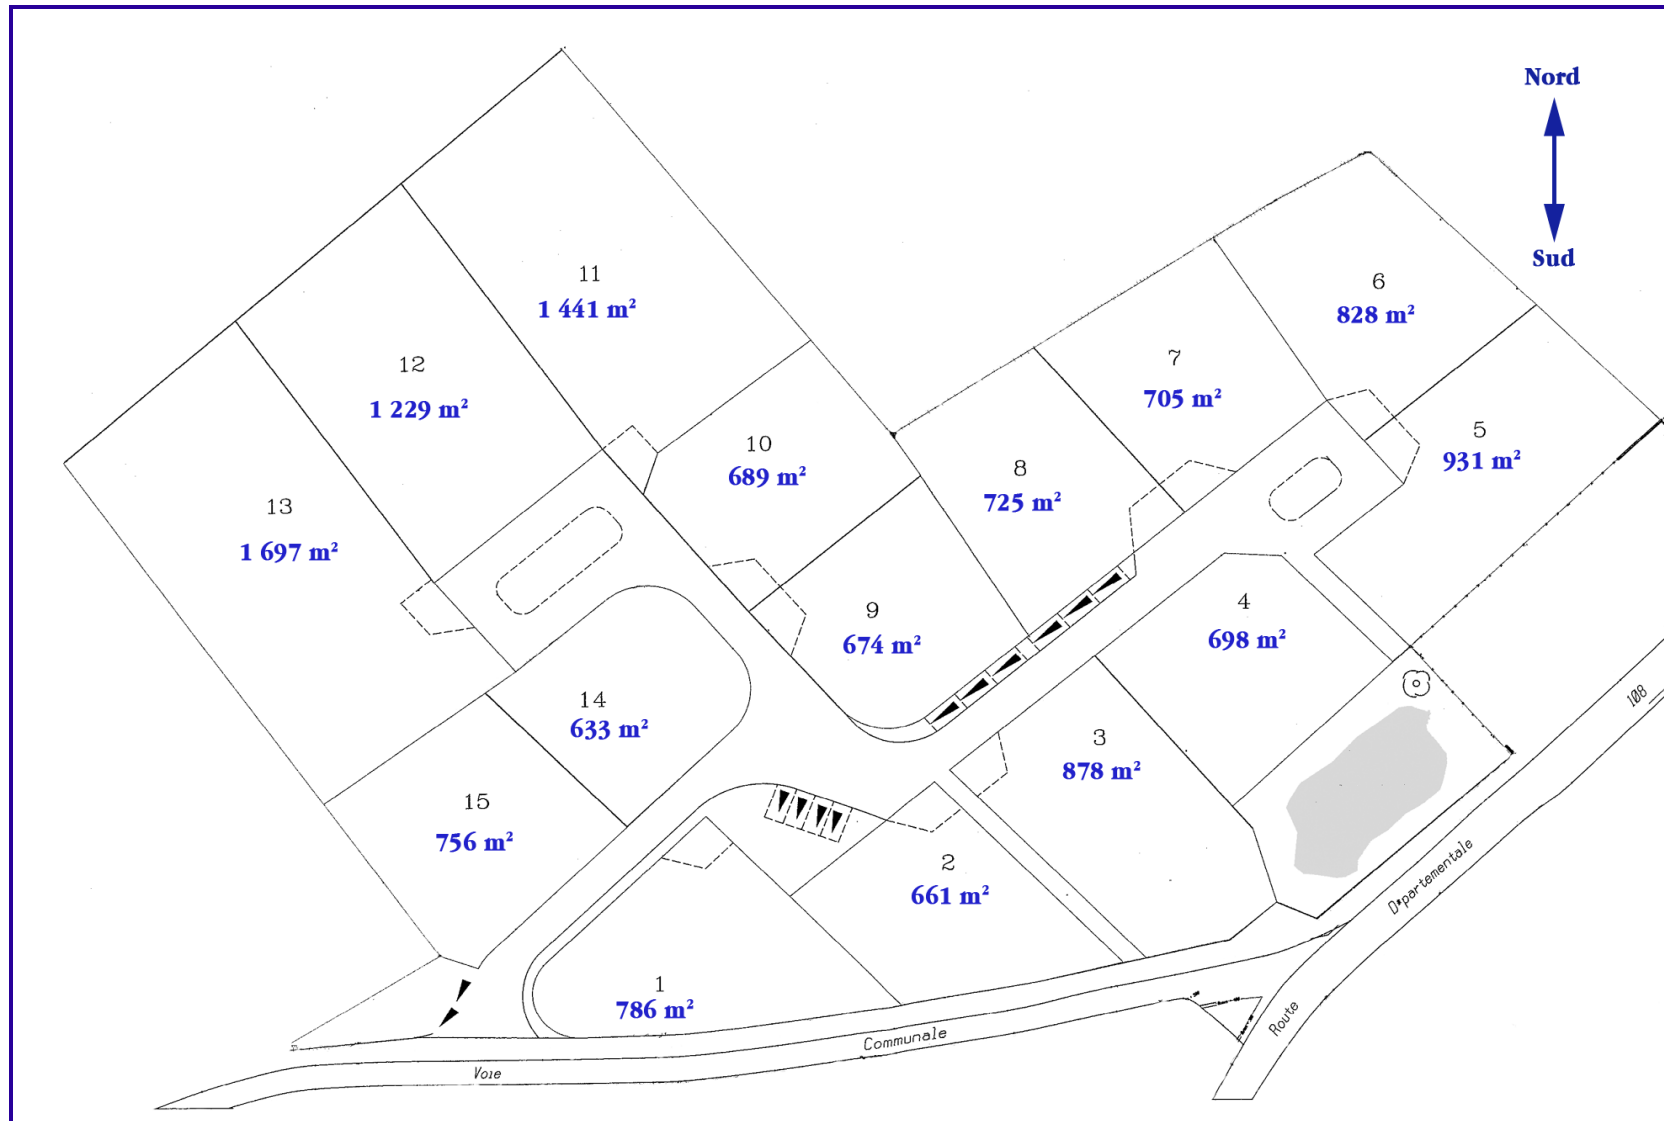 Nord
Sud
11
1 441 m²
6
828 m²
12
1 229 m²
7
705 m²
10
689 m²
5
931 m²
8
725 m²
13
1 697 m²
9
674 m²
4
698 m²
14
633 m²
3
878 m²
108
15
756 m²
2
661 m²
1
786 m²
Voie
Communale
Route
Départementale